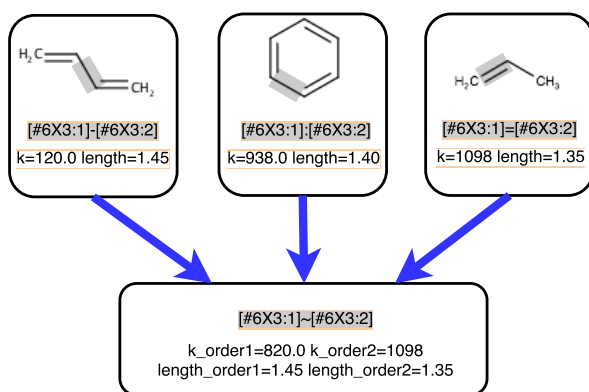 H2C
CH2
[#6X3:1]-[#6X3:2]
k=120.0 length=1.45
[#6X3:1]:[#6X3:2]
k=938.0 length=1.40
H2C
CH3
[#6X3:1]=[#6X3:2]
k=1098 length=1.35
[#6X3:1]~[#6X3:2]
k_order1=820.0 k_order2=1098
length_order1=1.45 length_order2=1.35